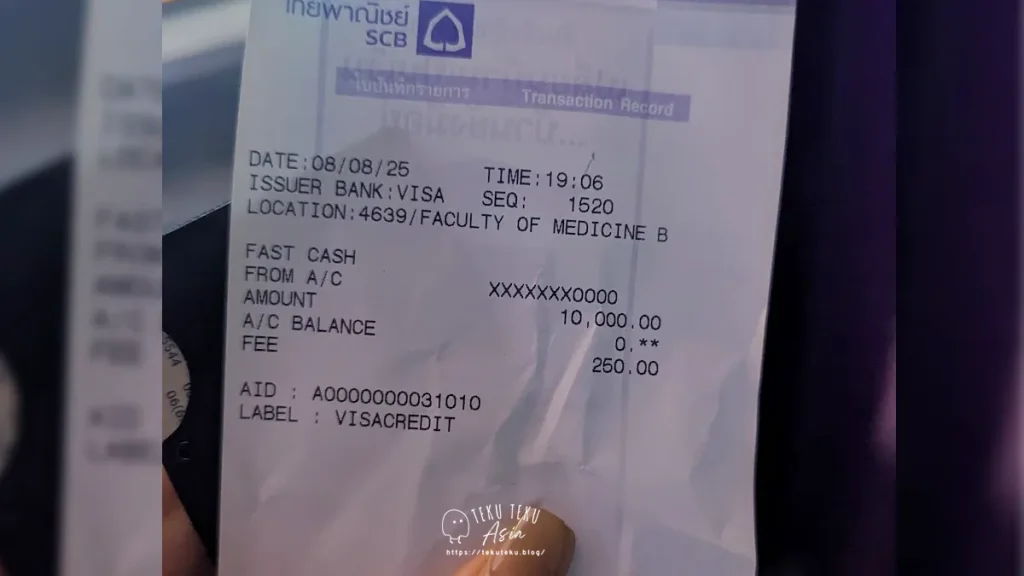 ไทยพาณิชย์
SCB
ใบบันทึกรายการ Transaction Record
DATE:08/08/25 TIME:19:06
ISSUER BANK:VISA SEQ: 1520
LOCATION:4639/FACULTY OF MEDICINE B
FAST CASH
FROM A/C XXXXXXX0000
AMOUNT 10,000.00
A/C BALANCE 0.**
FEE 250.00
AID : A0000000031010
LABEL : VISACREDIT
TEKU TEKU
Asia
https://tekuteku.blog/